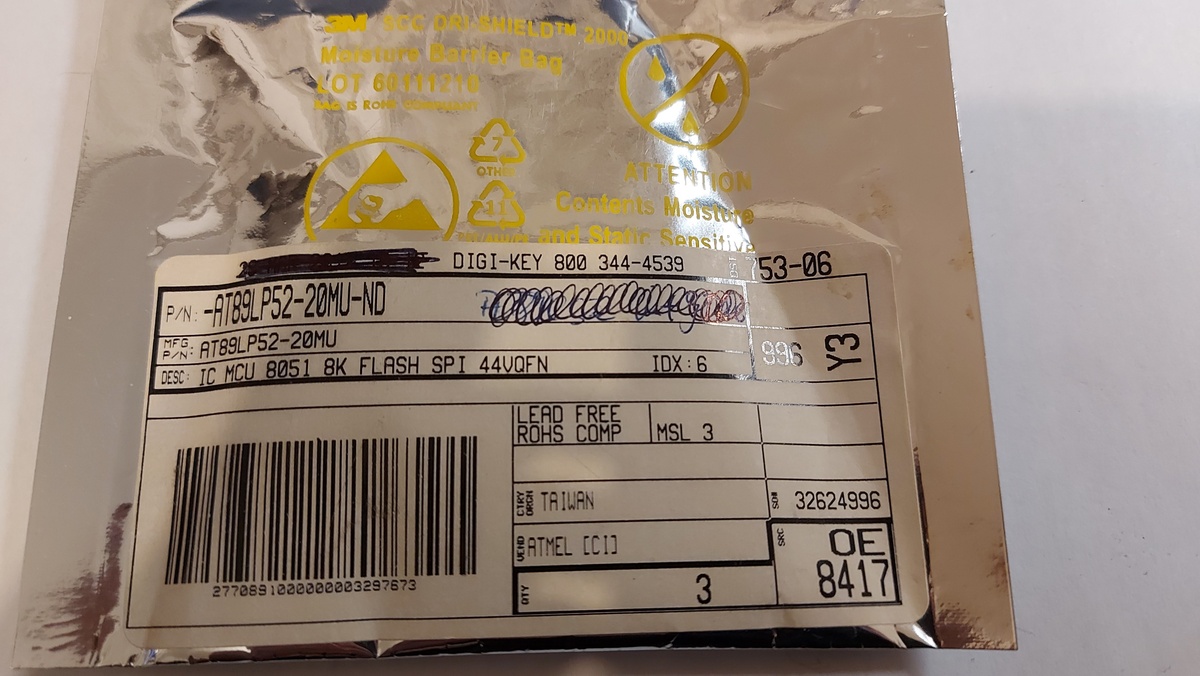 3M SCC DRI-SHIELD™ 2000
Moisture Barrier Bag
LOT 60111210
BAG IS ROHS COMPLIANT
7
OTHER
ATTENTION
Contents Moisture
and Static Sensitive
DIGI-KEY 800 344-4539
753-06
P/N: -AT89LP52-20MU-ND
MFG P/N: AT89LP52-20MU
996 Y3
DESC: IC MCU 8051 8K FLASH SPI 44VQFN IDX: 6
LEAD FREE
ROHS COMP
MSL 3
CTRY ORGN TAIWAN
SO# 32624996
VEND ATMEL [CI]
SRC OE
8417
QTY 3
2770891000000003297673